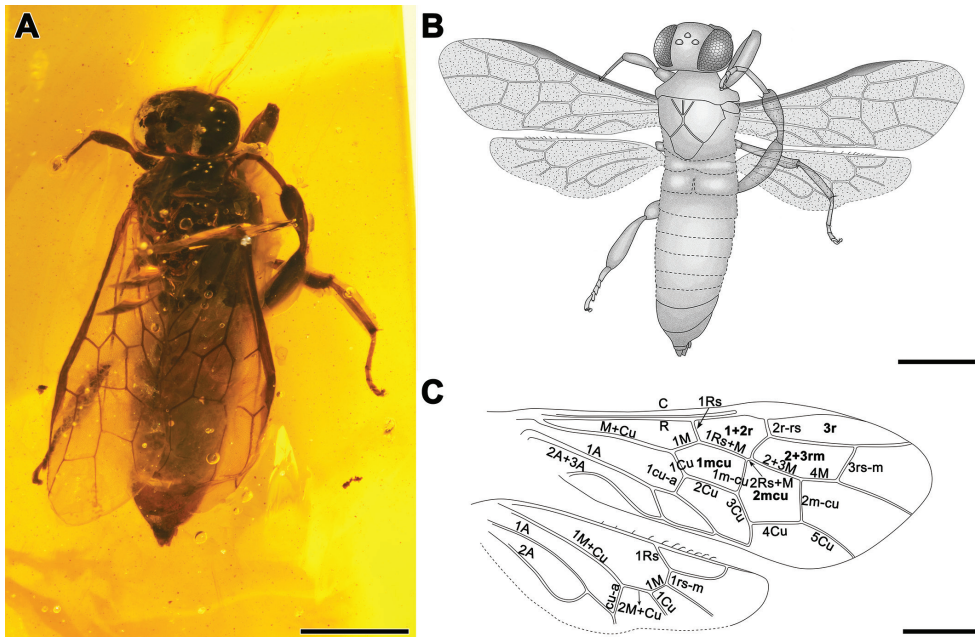 A
B
C
C
1Rs
R
1+2r
2r-rs
3r
M+Cu
1M
1Rs+M
1A
2+3rm
2A+3A
1Cu
1mcu
2+3M
4M
3rs-m
1cu-a
1m-cu
2Rs+M
2Cu
2mcu
2m-cu
3Cu
4Cu
5Cu
1A
1M+Cu
1Rs
2A
1M
1rs-m
cu-a
1Cu
2M+Cu